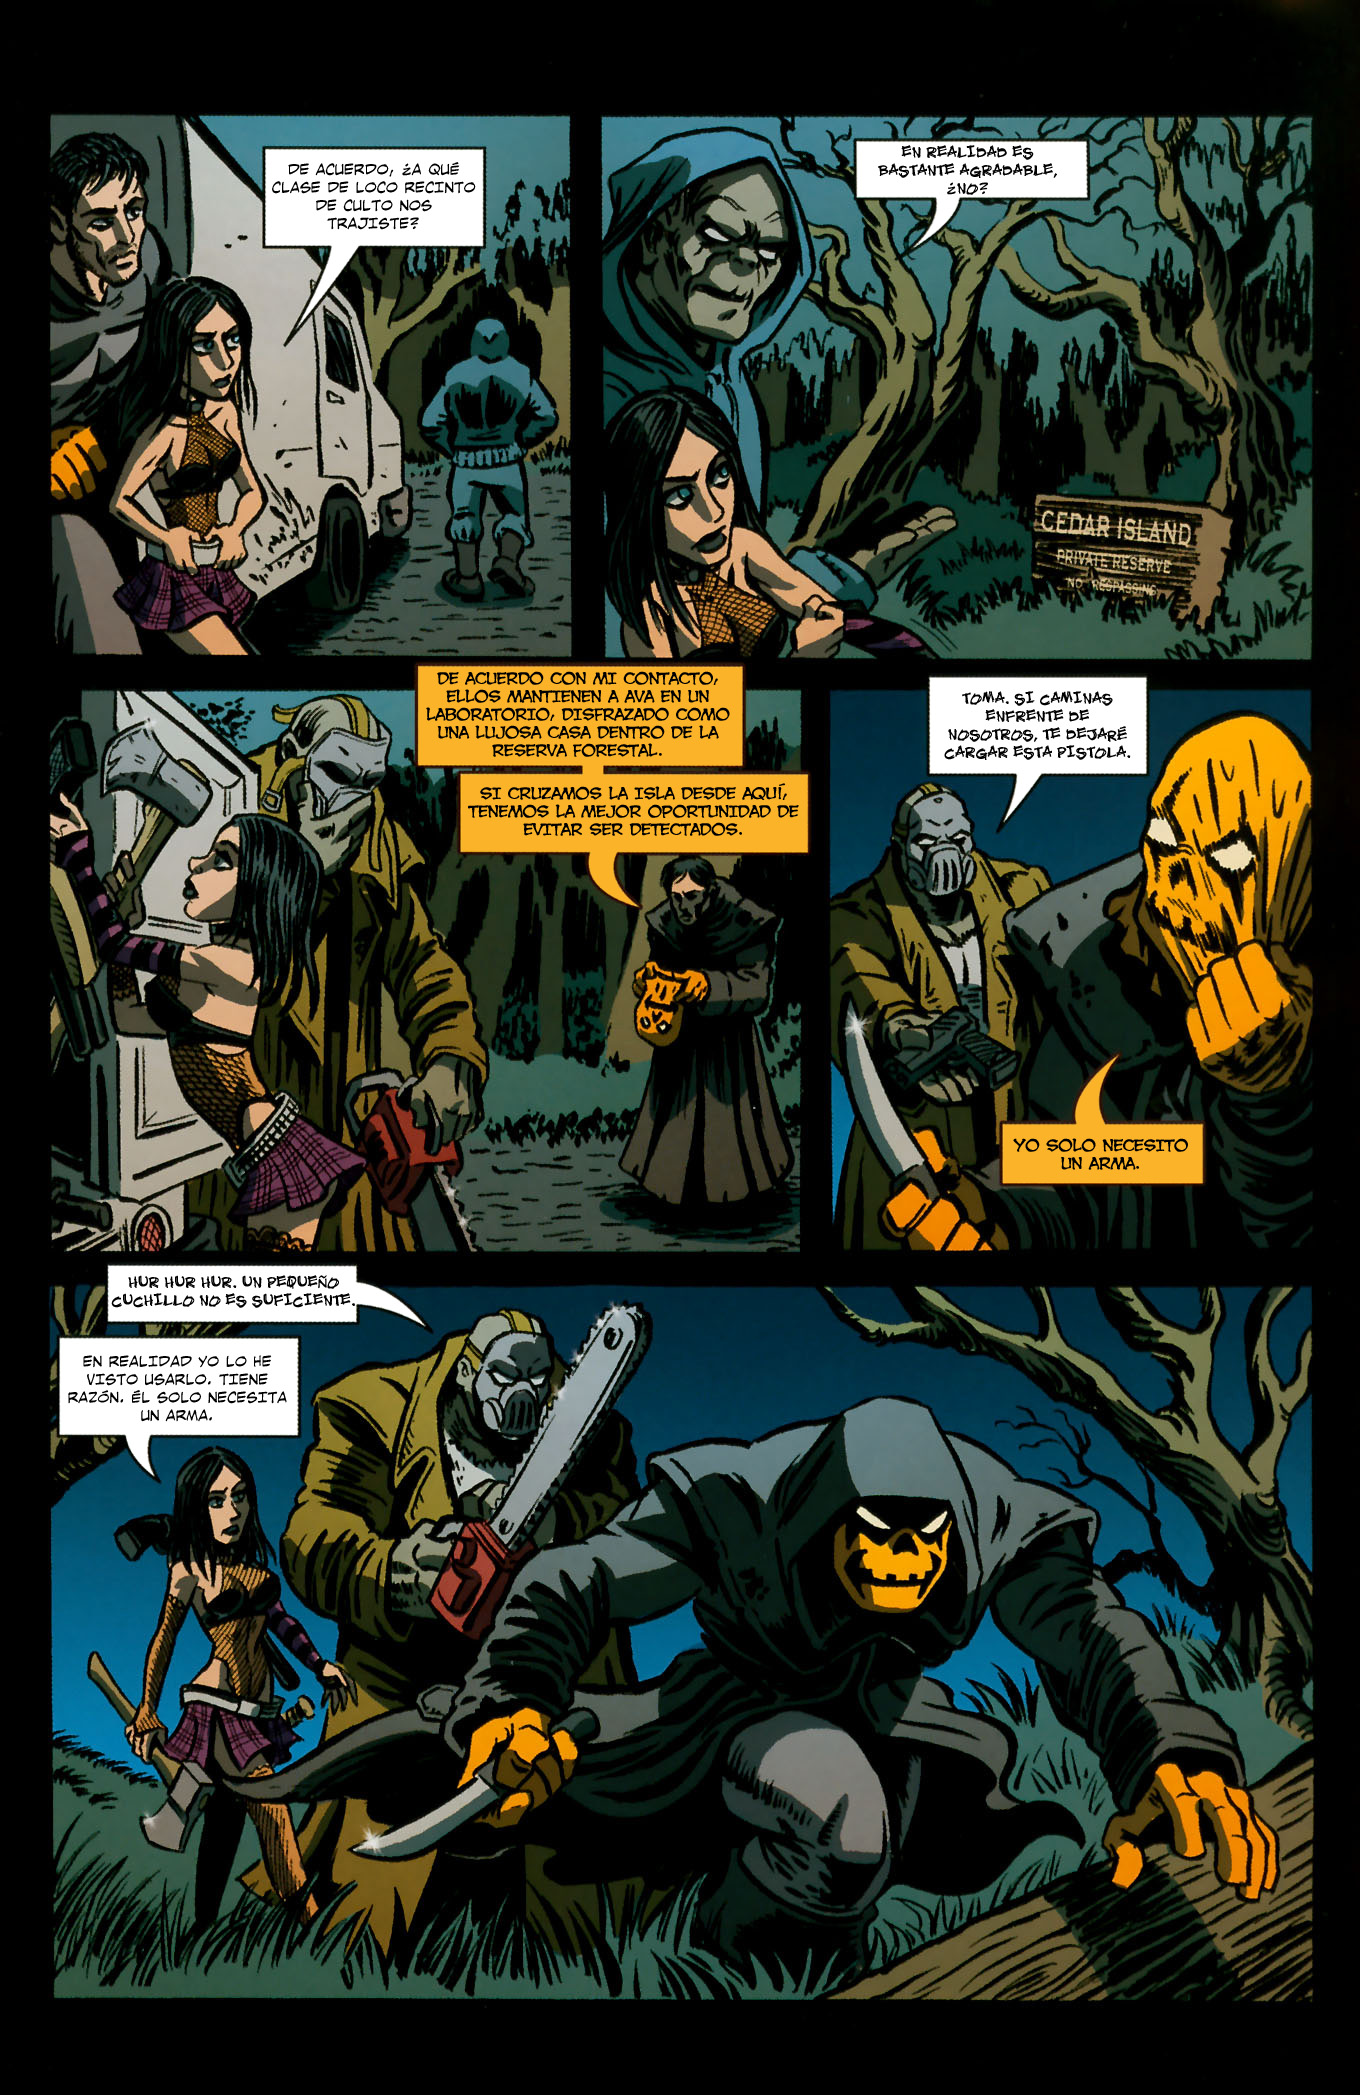 DE ACUERDO, ¿A QUÉ
CLASE DE LOCO RECINTO
DE CULTO NOS
TRAJISTE?
EN REALIDAD ES
BASTANTE AGRADABLE,
¿NO?
CEDAR ISLAND
PRIVATE RESERVE
NO TRESPASSING
DE ACUERDO CON MI CONTACTO,
ELLOS MANTIENEN A AVA EN UN
LABORATORIO, DISFRAZADO COMO
UNA LUJOSA CASA DENTRO DE LA
RESERVA FORESTAL.
SI CRUZAMOS LA ISLA DESDE AQUÍ,
TENEMOS LA MEJOR OPORTUNIDAD DE
EVITAR SER DETECTADOS.
TOMA. SI CAMINAS
ENFRENTE DE
NOSOTROS, TE DEJARÉ
CARGAR ESTA PISTOLA.
YO SOLO NECESITO
UN ARMA.
HUR HUR HUR. UN PEQUEÑO
CUCHILLO NO ES SUFICIENTE.
EN REALIDAD YO LO HE
VISTO USARLO. TIENE
RAZÓN. ÉL SOLO NECESITA
UN ARMA.